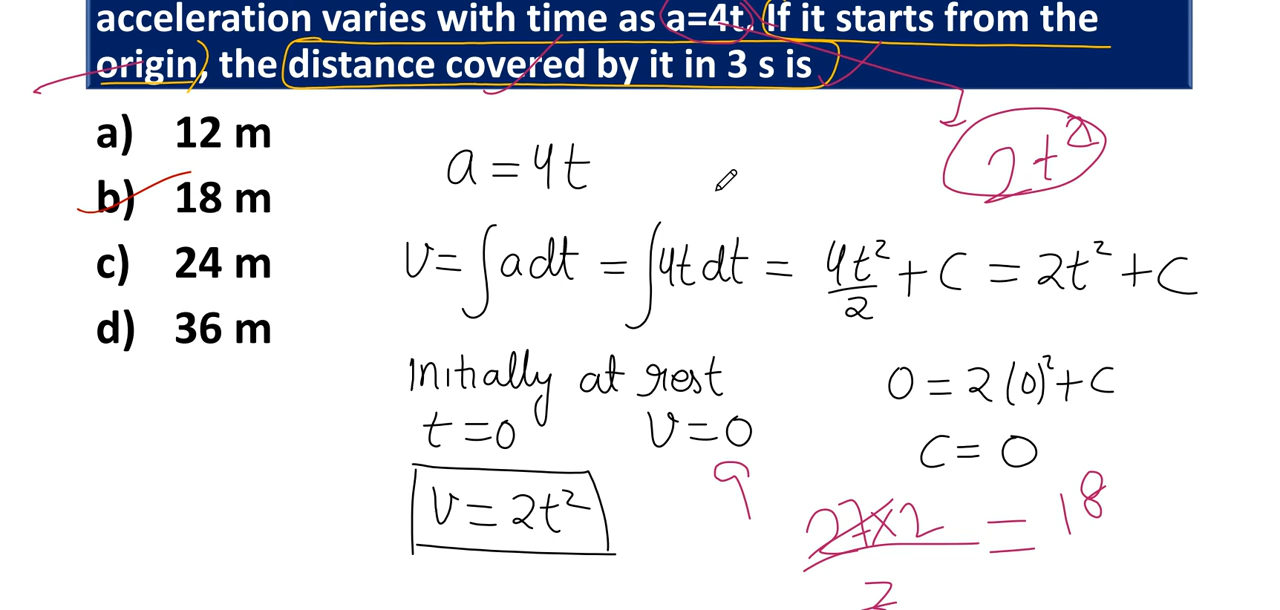 acceleration varies with time as a=4t. If it starts from the
origin, the distance covered by it in 3 s is
a) 12 m
b) 18 m
c) 24 m
d) 36 m
a = 4t
2t²
v = ∫a dt = ∫4t dt = 4t²/2 + C = 2t² + C
Initially at rest
t = 0 v = 0
0 = 2(0)² + C
C = 0
v = 2t²
9
27×2 = 18